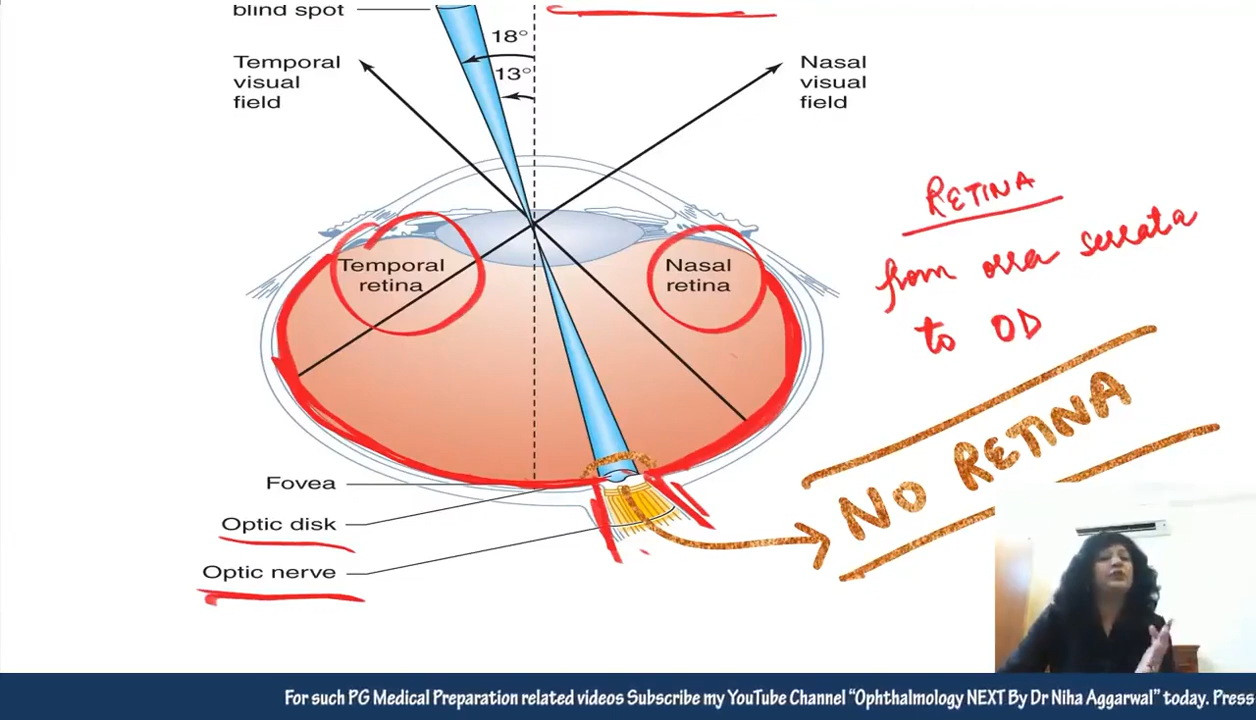 blind spot
18°
13°
Temporal
visual
field
Nasal
visual
field
RETINA
from orra serrata
to OD
Temporal
retina
Nasal
retina
NO RETINA
Fovea
Optic disk
Optic nerve
For such PG Medical Preparation related videos Subscribe my YouTube Channel “Ophthalmology NEXT By Dr Niha Aggarwal” today. Press